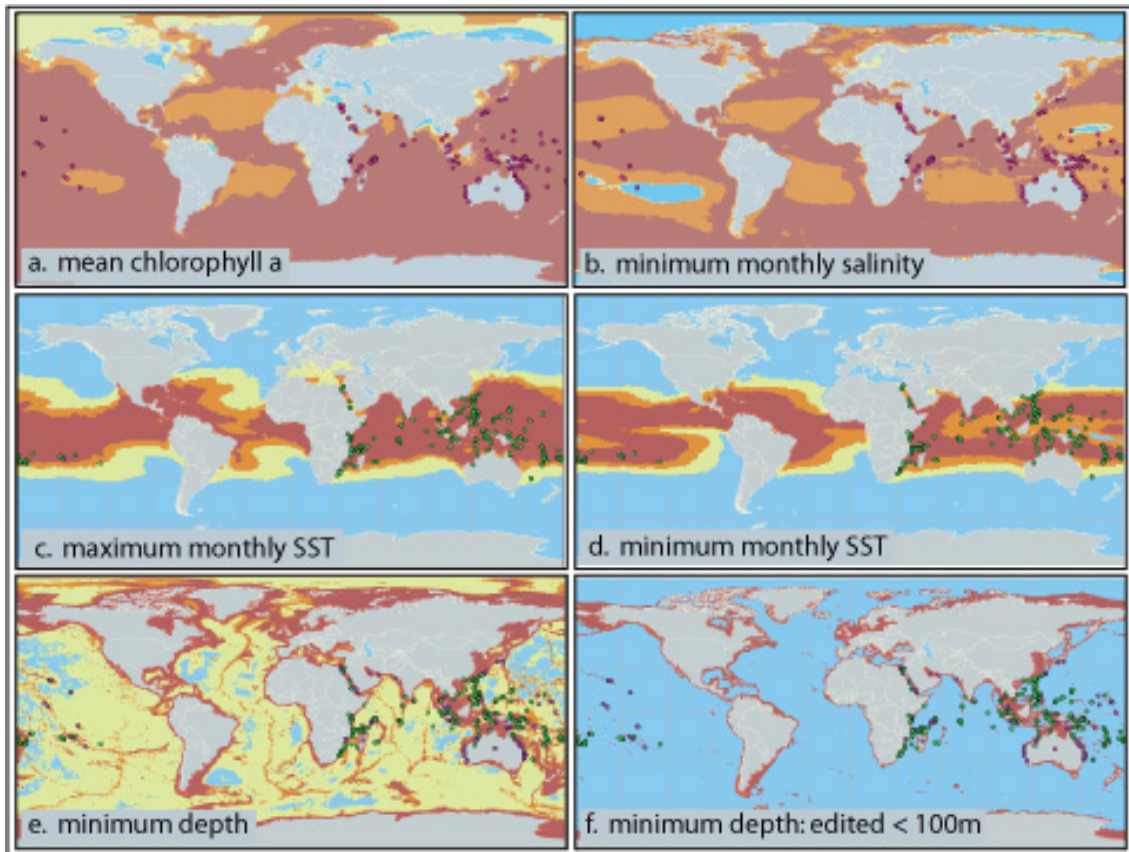 a. mean chlorophyll a
b. minimum monthly salinity
c. maximum monthly SST
d. minimum monthly SST
e. minimum depth
f. minimum depth: edited < 100m